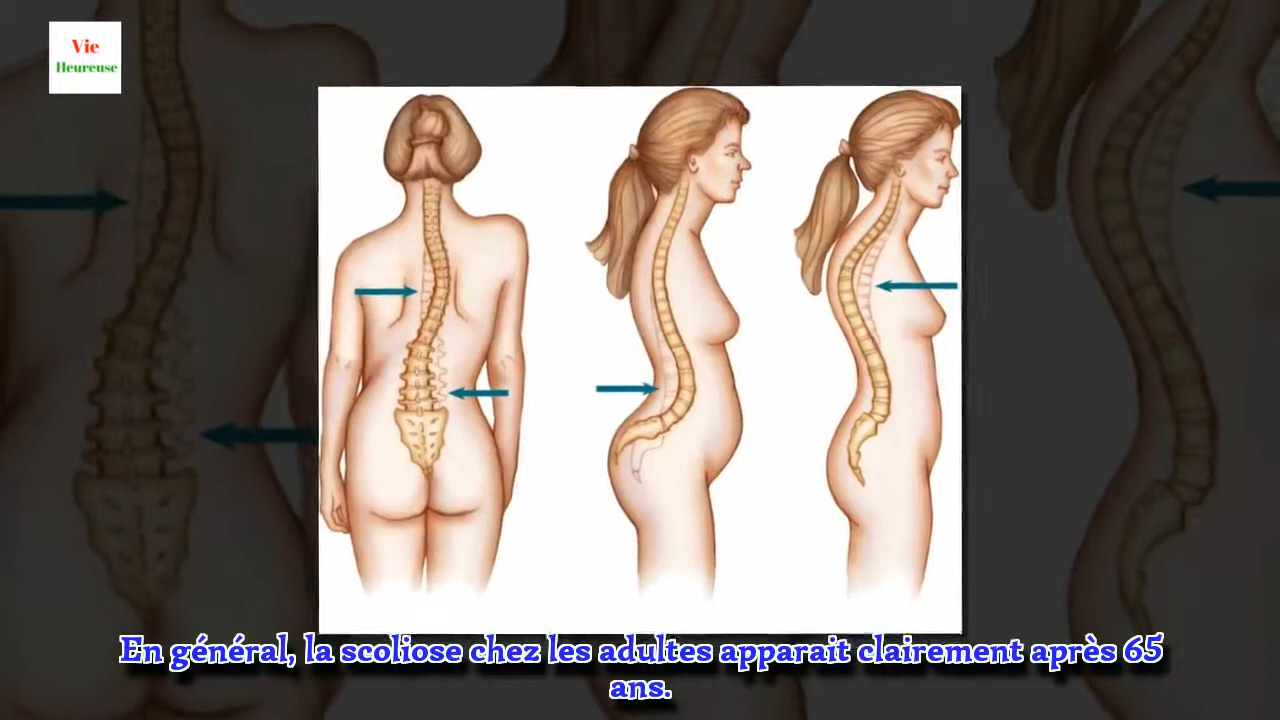 Vie
Heureuse
En général, la scoliose chez les adultes apparait clairement après 65
ans.